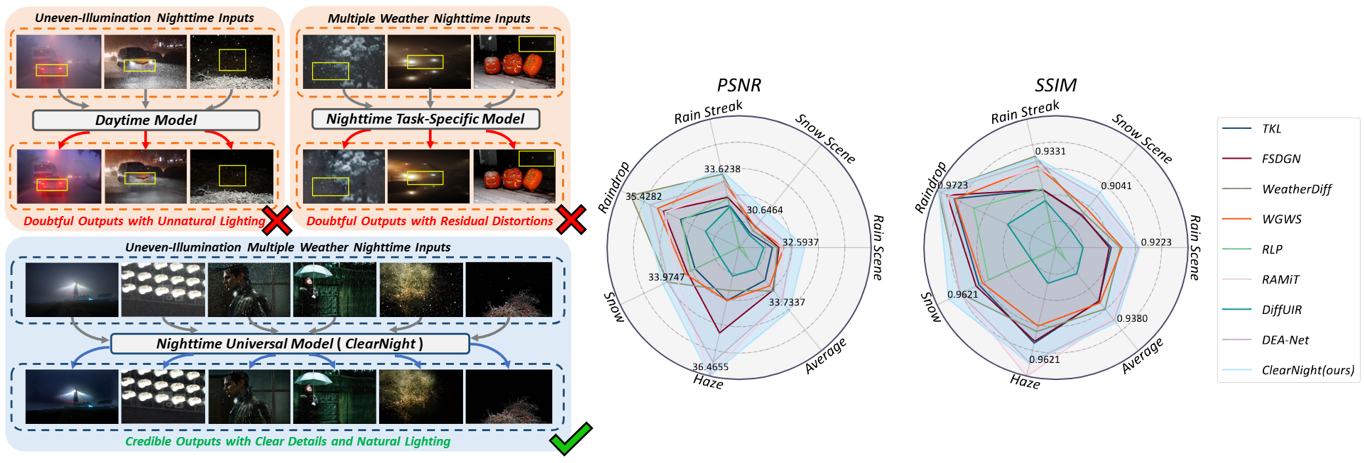 Uneven-Illumination Nighttime Inputs
Daytime Model
Doubtful Outputs with Unnatural Lighting
Multiple Weather Nighttime Inputs
Nighttime Task-Specific Model
Doubtful Outputs with Residual Distortions
Uneven-Illumination Multiple Weather Nighttime Inputs
Nighttime Universal Model ( ClearNight )
Credible Outputs with Clear Details and Natural Lighting
PSNR
Rain Streak
Snow Scene
Raindrop
33.6238
35.4282
30.6464
32.5937
Rain Scene
33.9747
33.7337
Snow
36.4655
Haze
Average
SSIM
Rain Streak
Snow Scene
Raindrop
0.9331
0.9723
0.9041
0.9223
Rain Scene
0.9621
0.9380
Snow
0.9621
Haze
Average
TKL
FSDGN
WeatherDiff
WGWS
RLP
RAMiT
DiffUIR
DEA-Net
ClearNight(ours)